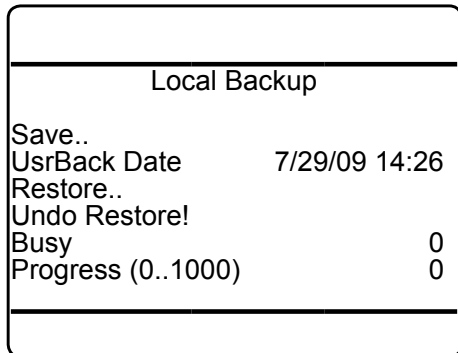 Local Backup
Save..
UsrBack Date 7/29/09 14:26
Restore..
Undo Restore!
Busy 0
Progress (0..1000) 0